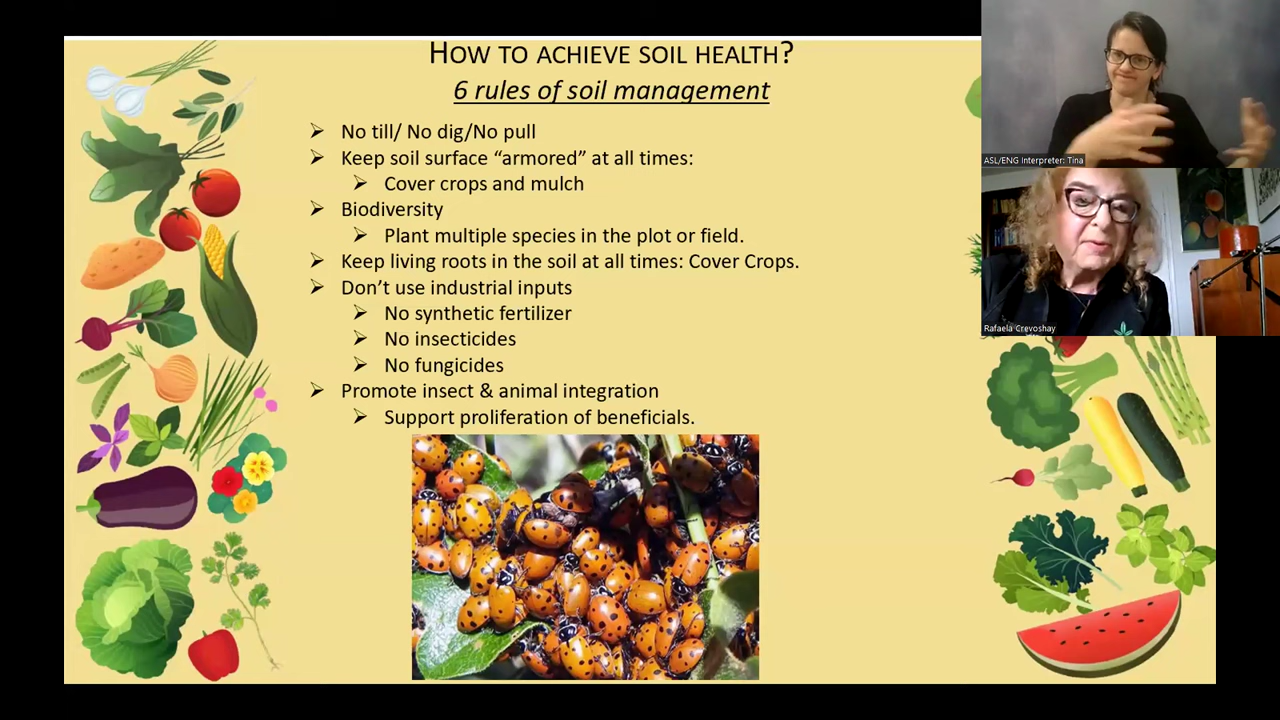 HOW TO ACHIEVE SOIL HEALTH?
6 rules of soil management
➢ No till/ No dig/No pull
➢ Keep soil surface “armored” at all times:
➢ Cover crops and mulch
➢ Biodiversity
➢ Plant multiple species in the plot or field.
➢ Keep living roots in the soil at all times: Cover Crops.
➢ Don’t use industrial inputs
➢ No synthetic fertilizer
➢ No insecticides
➢ No fungicides
➢ Promote insect & animal integration
➢ Support proliferation of beneficials.
ASL/ENG Interpreter: Tina
Rafaela Crevoshay